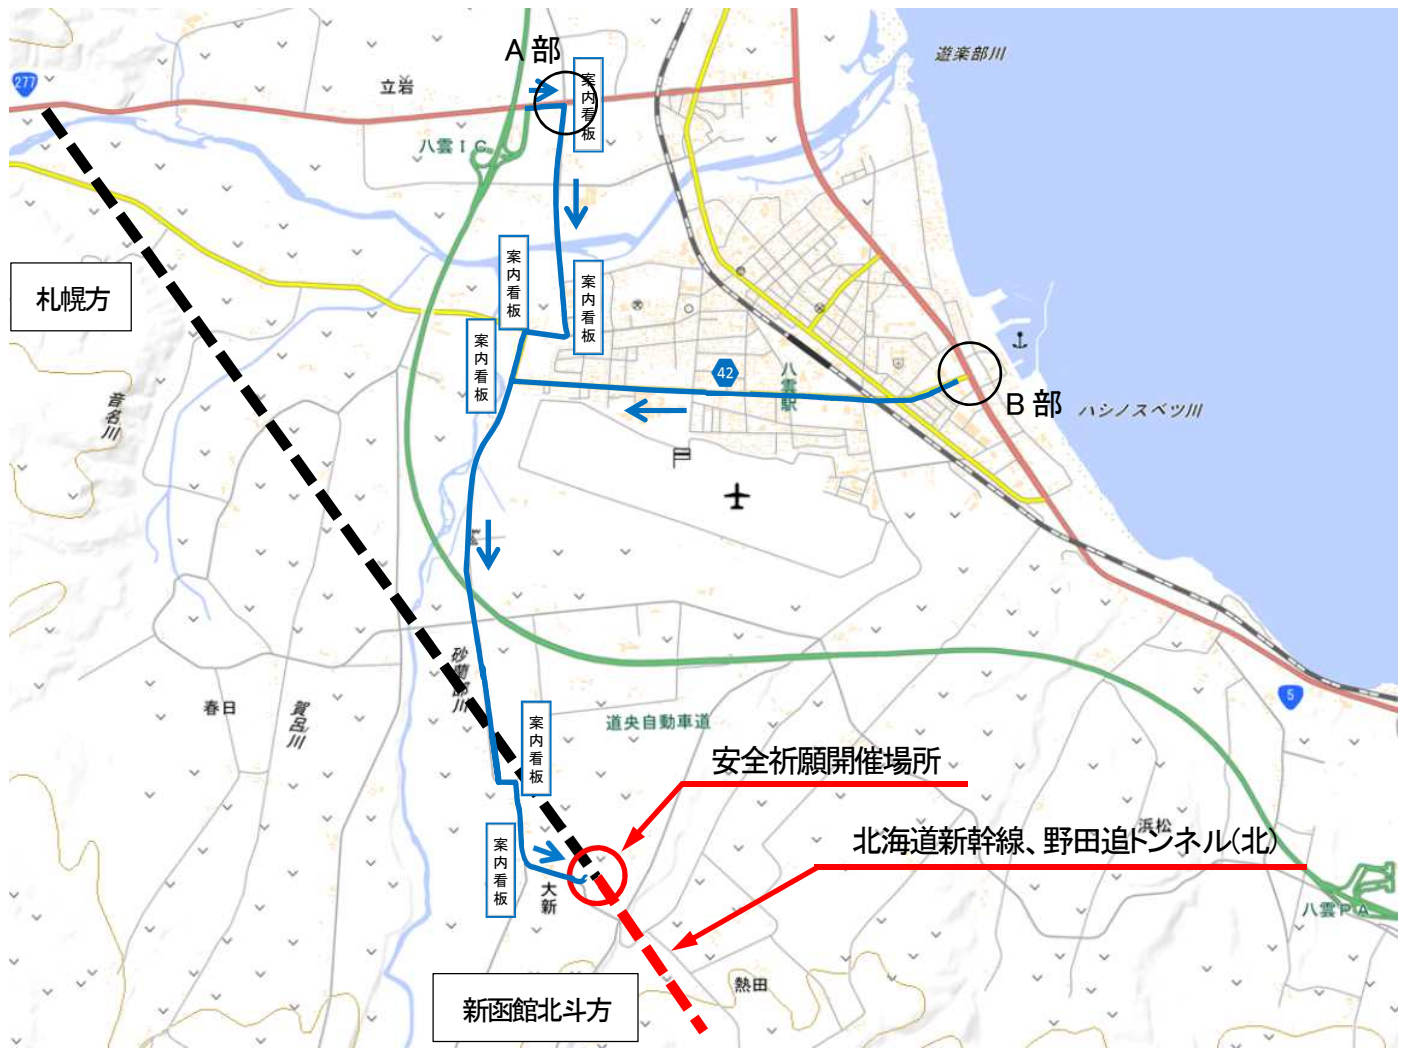 A部
遊楽部川
277
立岩
案内看板
八雲IC
札幌方
案内看板
案内看板
案内看板
42
八雲駅
B部
ハシノスベツ川
音名川
砂蘭部川
春日
賀呂川
5
案内看板
道央自動車道
安全祈願開催場所
浜松
北海道新幹線、野田追トンネル(北)
案内看板
大新
八雲PA
熱田
新函館北斗方